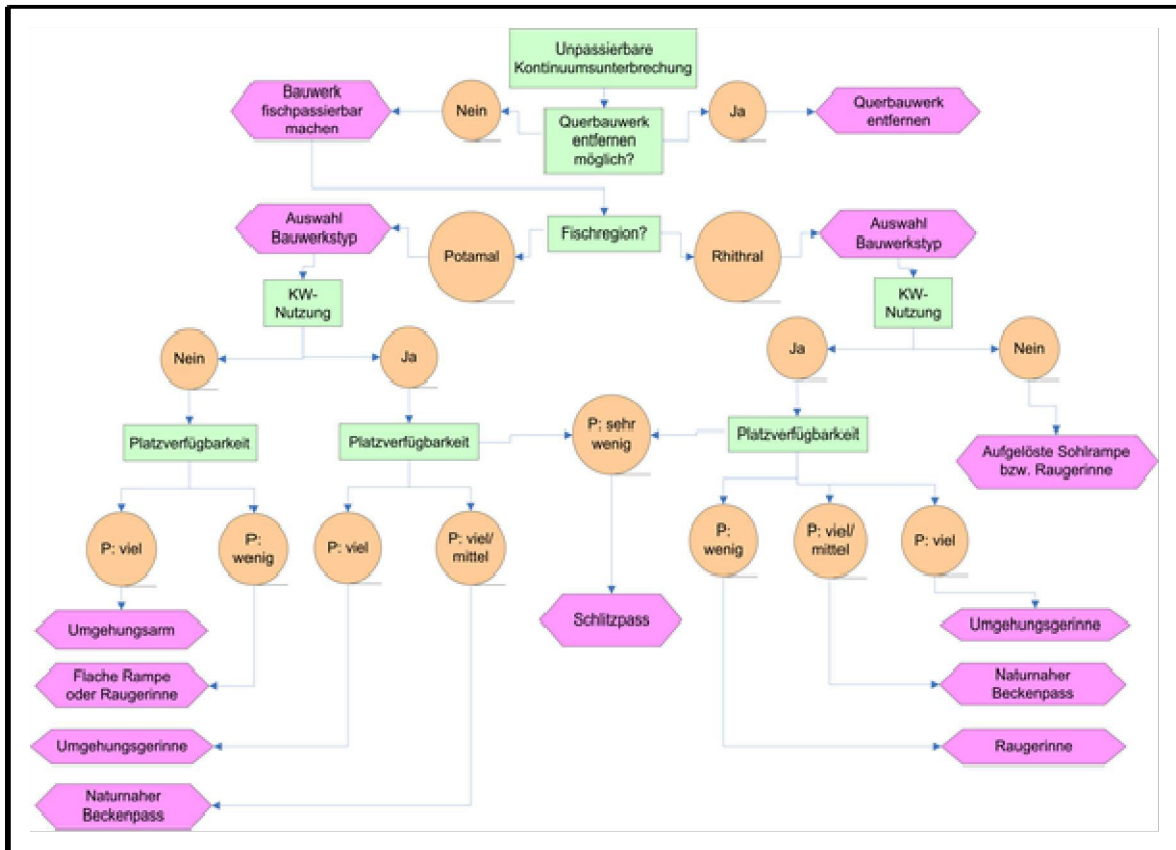 Unpassierbare
Kontinuumsunterbrechung
Bauwerk
fischpassierbar
machen
Nein
Querbauwerk
entfernen
möglich?
Ja
Querbauwerk
entfernen
Auswahl
Bauwerkstyp
Potamal
Fischregion?
Rhithral
Auswahl
Bauwerkstyp
KW-
Nutzung
KW-
Nutzung
Nein
Ja
Ja
Nein
Platzverfügbarkeit
Platzverfügbarkeit
P: sehr
wenig
Platzverfügbarkeit
Aufgelöste Sohlrampe
bzw. Raugerinne
P: viel
P:
wenig
P: viel
P: viel/
mittel
P:
wenig
P: viel/
mittel
P: viel
Umgehungsarm
Schlitzpass
Umgehungsgerinne
Flache Rampe
oder Raugerinne
Naturnaher
Beckenpass
Umgehungsgerinne
Raugerinne
Naturnaher
Beckenpass